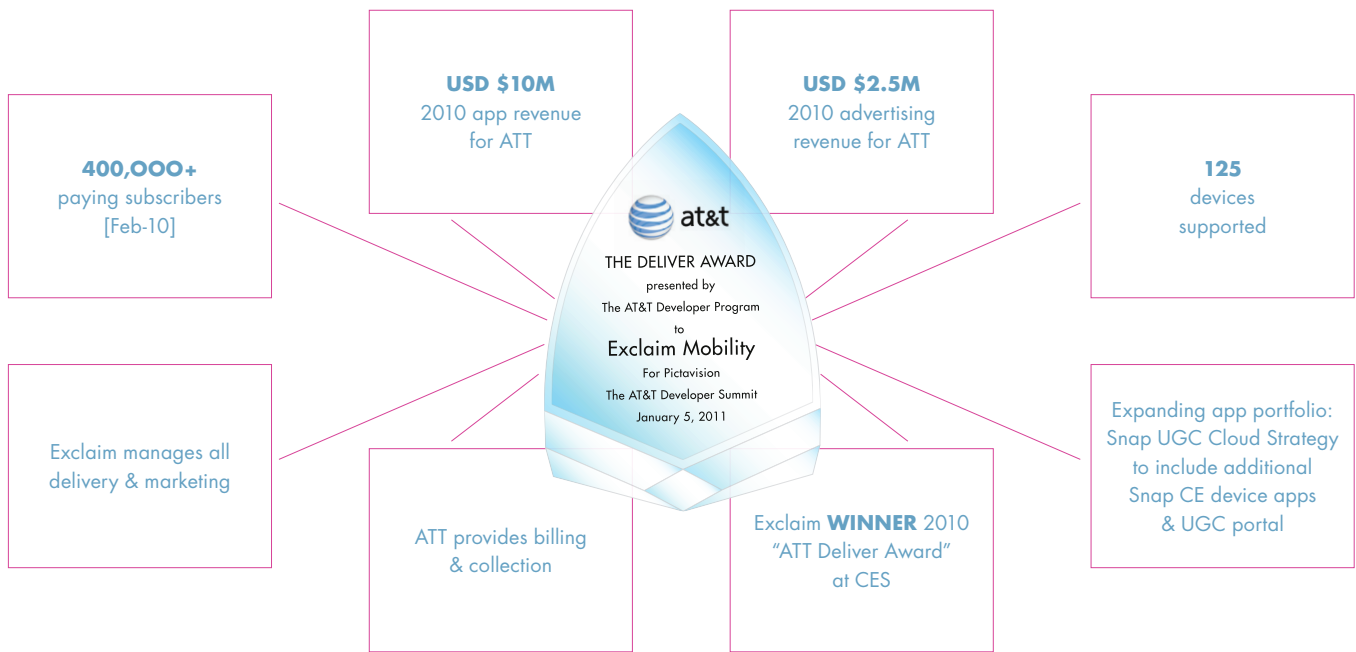 USD $10M
2010 app revenue
for ATT
USD $2.5M
2010 advertising
revenue for ATT
400,OOO+
paying subscribers
[Feb-10]
125
devices
supported
at&t
THE DELIVER AWARD
presented by
The AT&T Developer Program
to
Exclaim Mobility
For Pictavision
The AT&T Developer Summit
January 5, 2011
Exclaim manages all
delivery & marketing
Expanding app portfolio:
Snap UGC Cloud Strategy
to include additional
Snap CE device apps
& UGC portal
ATT provides billing
& collection
Exclaim WINNER 2010
“ATT Deliver Award”
at CES